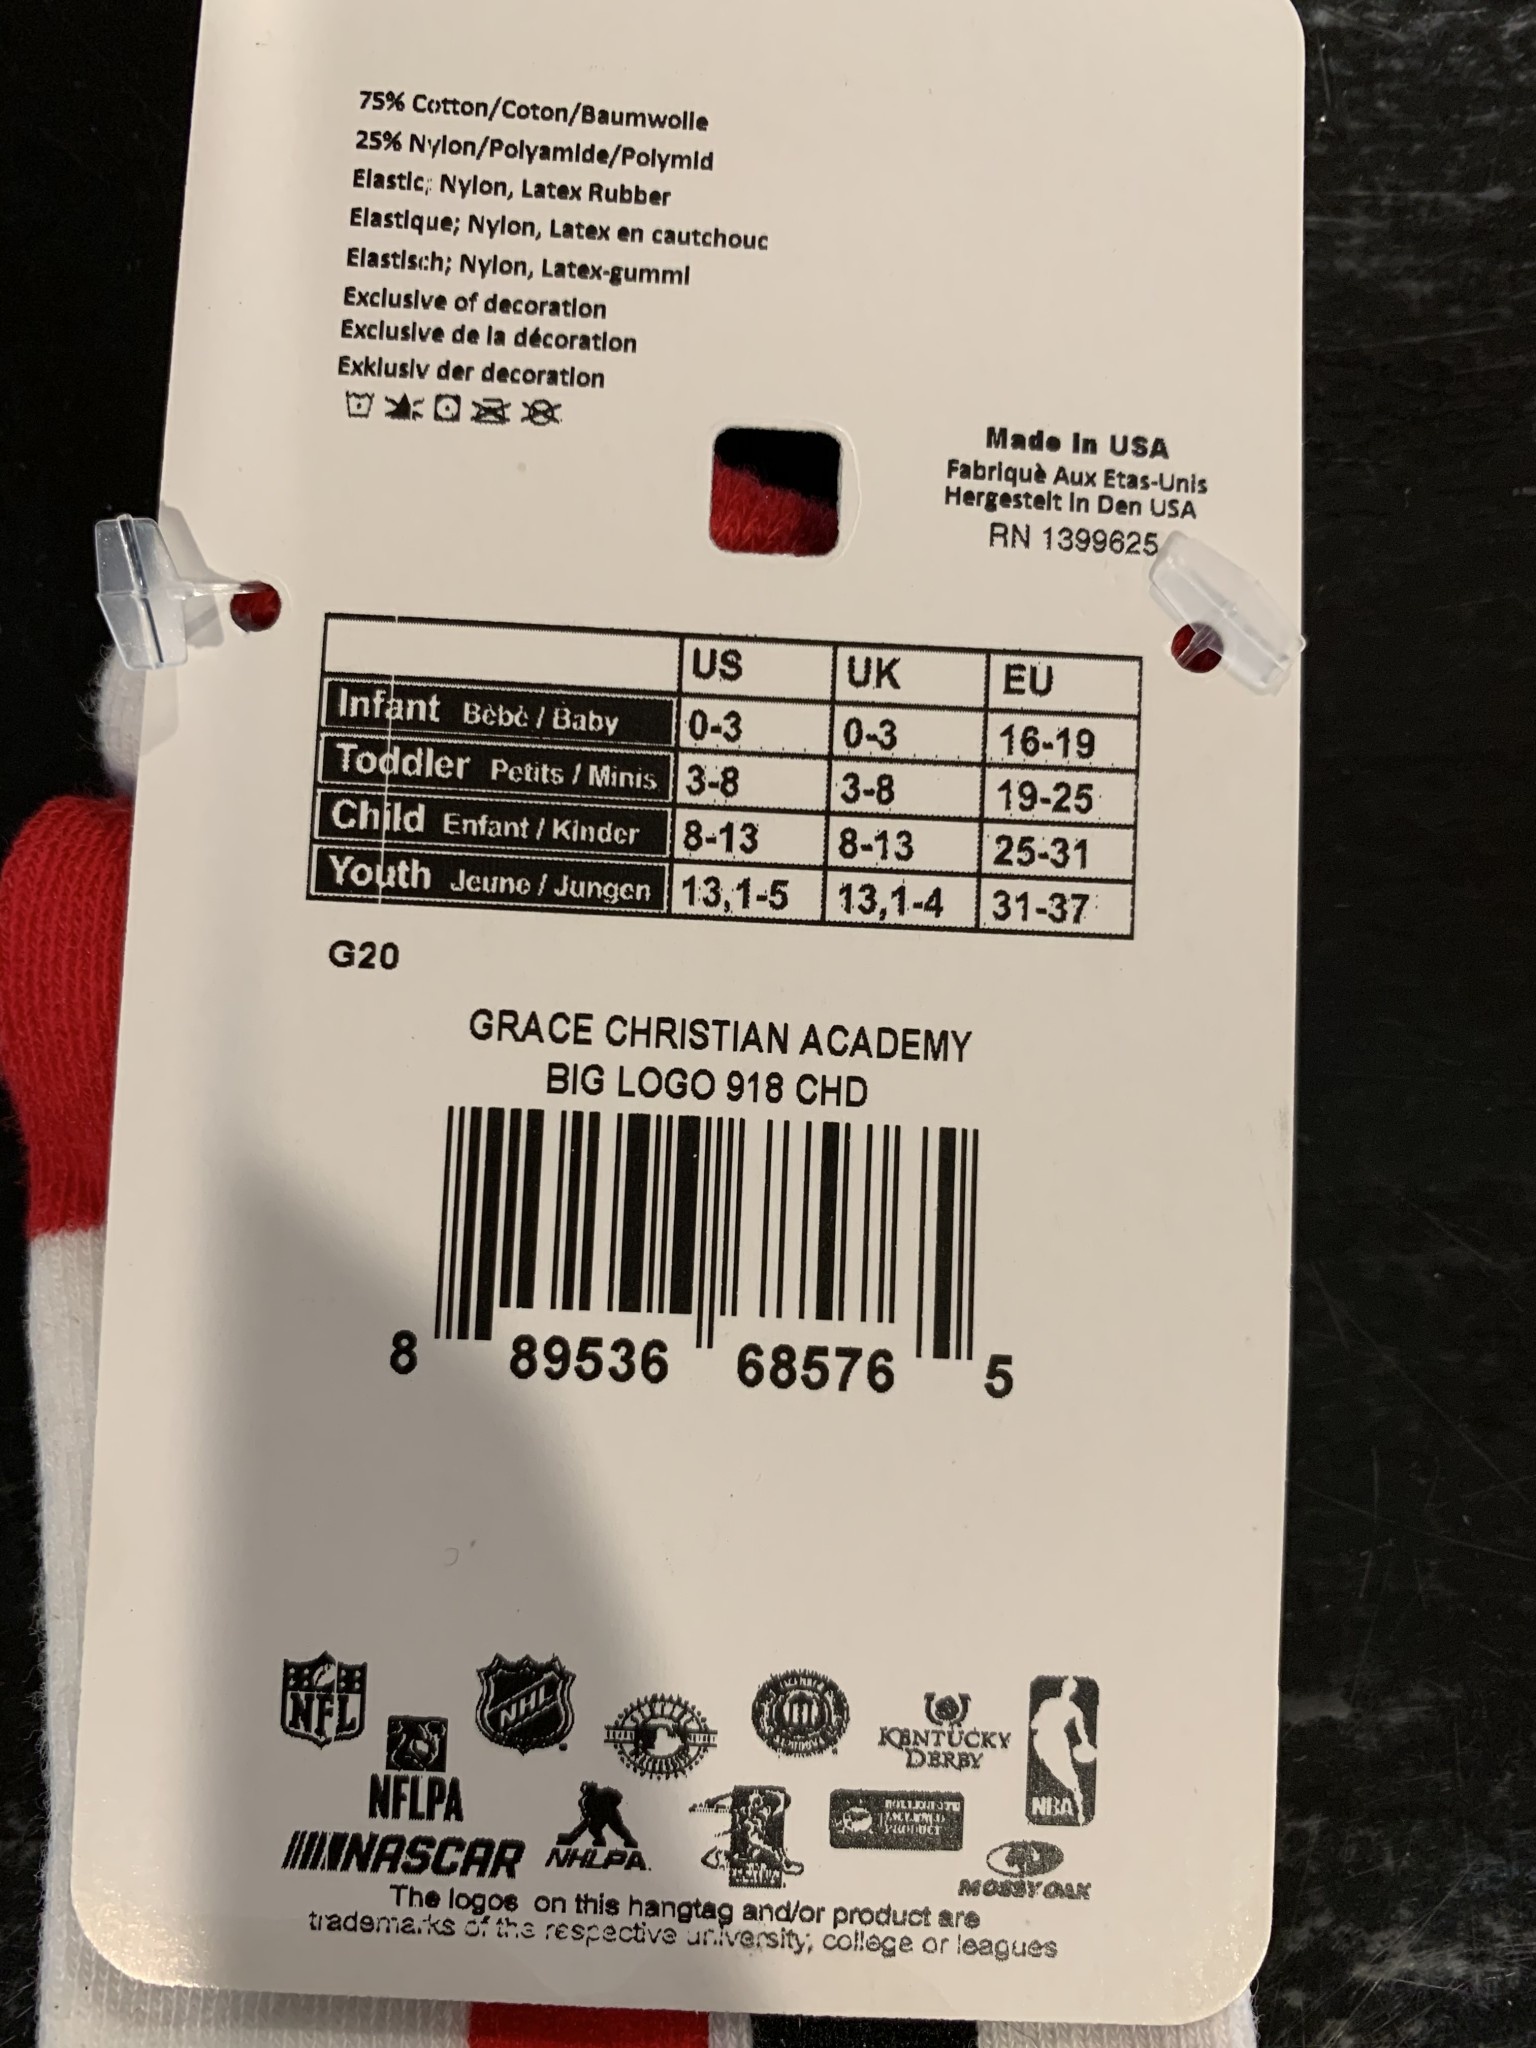 75% Cotton/Coton/Baumwolle
25% Nylon/Polyamide/Polymid
Elastic; Nylon, Latex Rubber
Elastique; Nylon, Latex en cautchouc
Elastisch; Nylon, Latex-gummi
Exclusive of decoration
Exclusive de la décoration
Exklusiv der decoration
Made In USA
Fabriquè Aux Etas-Unis
Hergestelt In Den USA
RN 1399625
US UK EU
Infant Bèbè / Baby 0-3 0-3 16-19
Toddler Petits / Minis 3-8 3-8 19-25
Child Enfant / Kinder 8-13 8-13 25-31
Youth Jeune / Jungen 13,1-5 13,1-4 31-37
G20
GRACE CHRISTIAN ACADEMY
BIG LOGO 918 CHD
8 89536 68576 5
NFL
NHL
KENTUCKY
DERBY
NBA
NFLPA
NASCAR
NHLPA
MOSSY OAK
The logos on this hangtag and/or product are
trademarks of the respective university, college or leagues